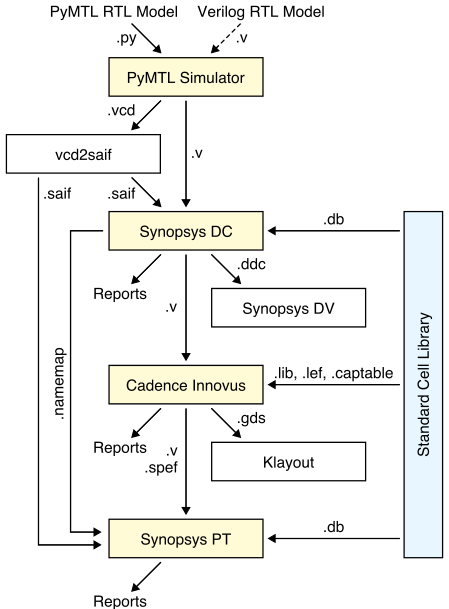 PyMTL RTL Model
Verilog RTL Model
.py
.v
PyMTL Simulator
.vcd
vcd2saif
.v
.saif
.saif
Synopsys DC
.db
Reports
.ddc
.v
Synopsys DV
.namemap
Standard Cell Library
Cadence Innovus
.lib, .lef, .captable
Reports
.gds
.v
.spef
Klayout
Synopsys PT
.db
Reports